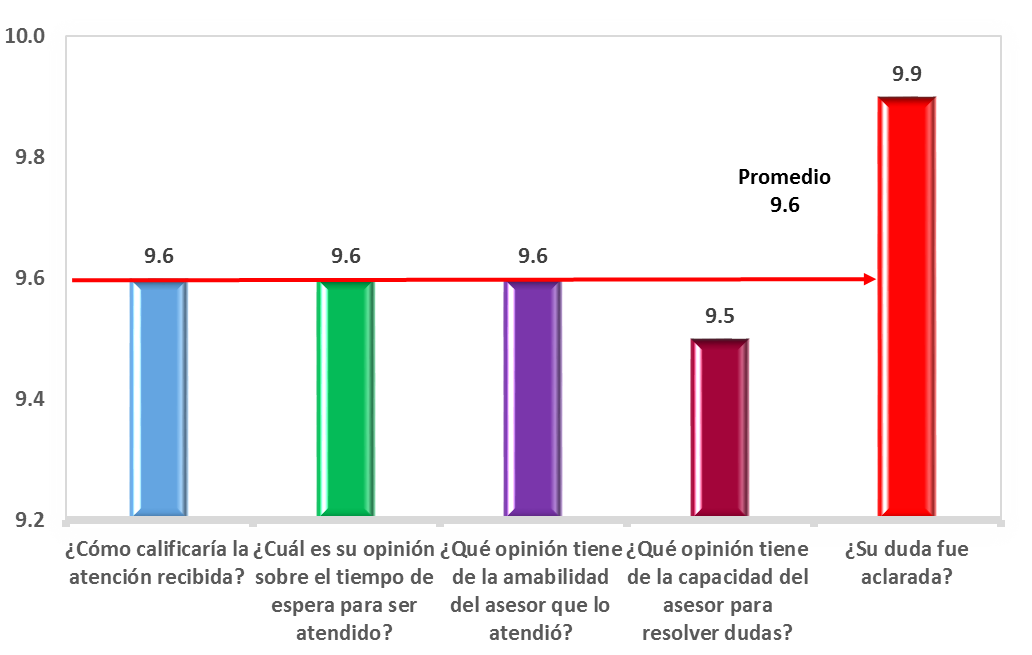 10.0
9.8
9.6
9.4
9.2
9.6
9.6
9.6
9.5
9.9
Promedio
9.6
¿Cómo calificaría la
atención recibida?
¿Cuál es su opinión
sobre el tiempo de
espera para ser
atendido?
¿Qué opinión tiene
de la amabilidad
del asesor que lo
atendió?
¿Qué opinión tiene
de la capacidad del
asesor para
resolver dudas?
¿Su duda fue
aclarada?